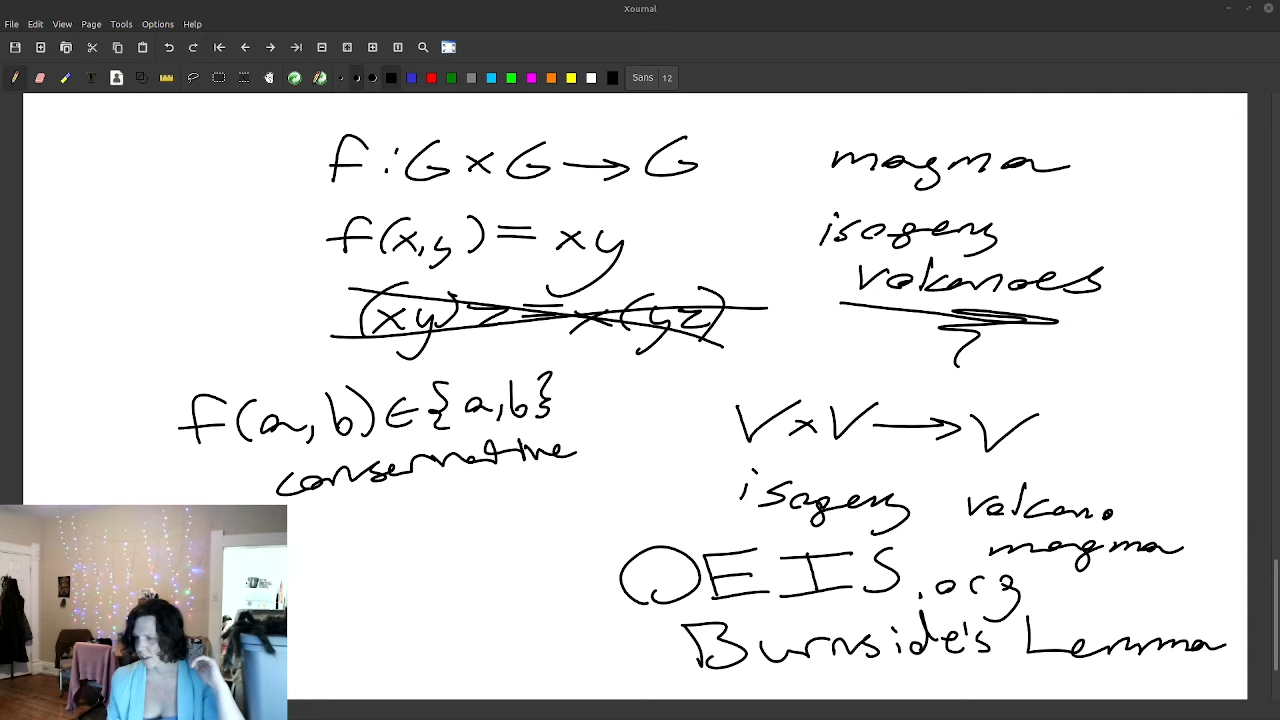 Xournal
File Edit View Page Tools Options Help
Sans 12
f : G × G → G
magma
f(x,y) = xy
isogeny
volcanoes
(xy)z = x(yz)
?
f(a,b) ∈ {a,b}
conservative
V × V → V
isogeny volcano
magma
OEIS.org
Burnside's Lemma